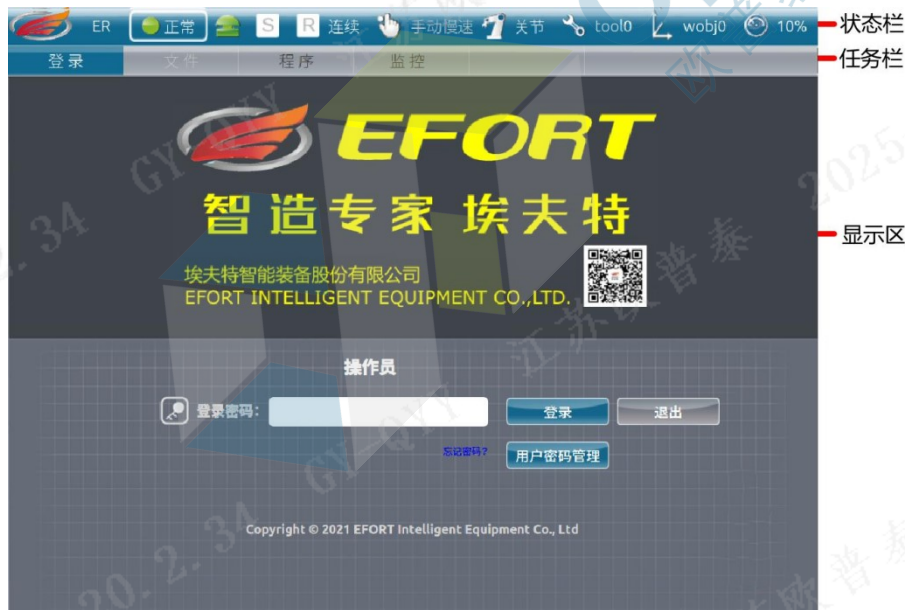 ER 正常 S R 连续 手动慢速 关节 tool0 wobj0 10% 状态栏
登录 文件 程序 监控 任务栏
EFORT
智造专家 埃夫特
显示区
埃夫特智能装备股份有限公司
EFORT INTELLIGENT EQUIPMENT CO.,LTD.
操作员
登录密码: 登录 退出
忘记密码? 用户密码管理
Copyright © 2021 EFORT Intelligent Equipment Co., Ltd